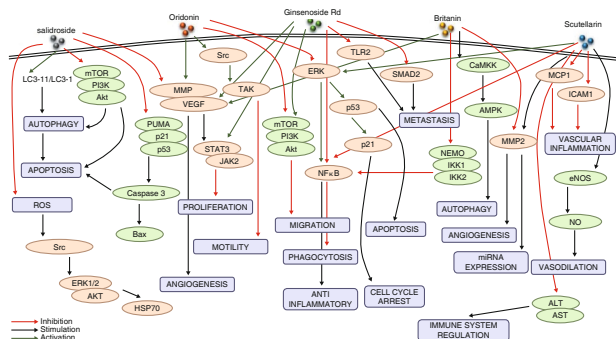 salidroside
Oridonin
Ginsenoside Rd
Britanin
Scutellarin
LC3-11/LC3-1
mTOR
PI3K
Akt
AUTOPHAGY
APOPTOSIS
ROS
Src
ERK1/2
AKT
HSP70
PUMA
p21
p53
Caspase 3
Bax
MMP
VEGF
Src
TAK
STAT3
JAK2
PROLIFERATION
MOTILITY
ANGIOGENESIS
mTOR
PI3K
Akt
ERK
TLR2
SMAD2
p53
p21
METASTASIS
NFκB
MIGRATION
PHAGOCYTOSIS
ANTI
INFLAMMATORY
APOPTOSIS
CELL CYCLE
ARREST
CaMKK
AMPK
NEMO
IKK1
IKK2
AUTOPHAGY
ANGIOGENESIS
miRNA
EXPRESSION
MMP2
MCP1
ICAM1
VASCULAR
INFLAMMATION
eNOS
NO
VASODILATION
ALT
AST
IMMUNE SYSTEM
REGULATION
Inhibition
Stimulation
Activation